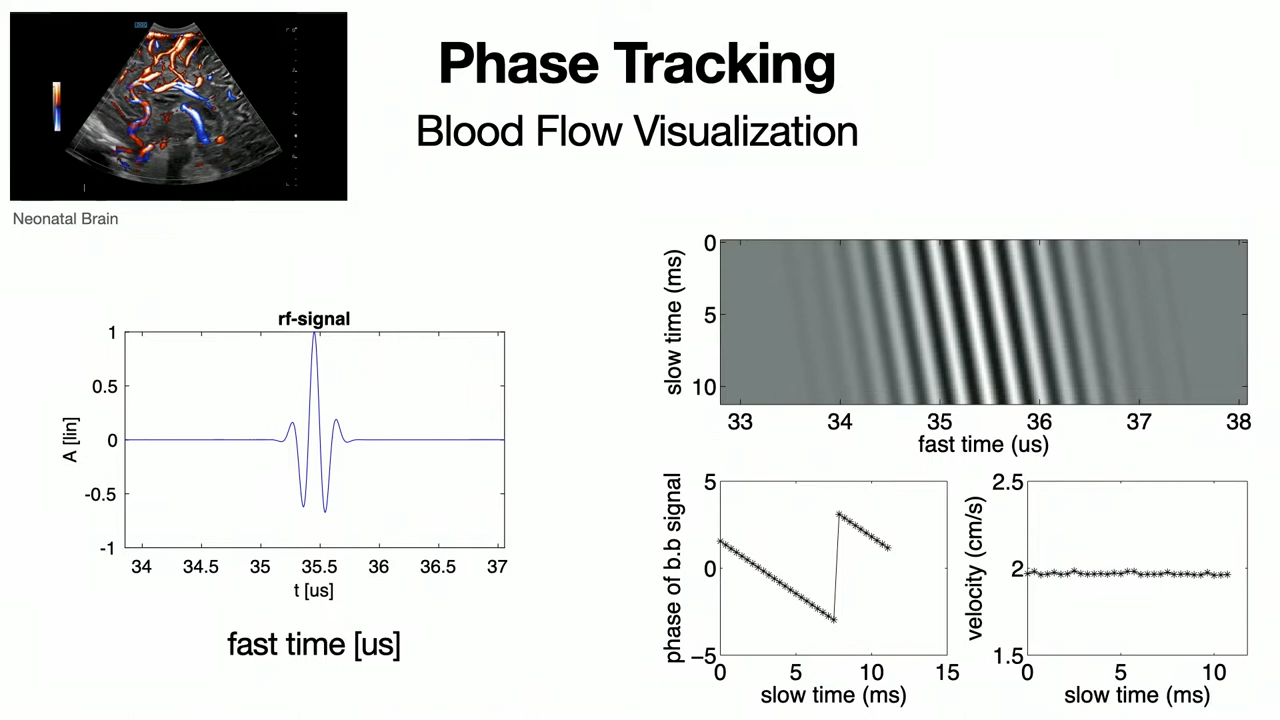 Phase Tracking
Blood Flow Visualization
Neonatal Brain
rf-signal
1
0.5
0
-0.5
-1
A [lin]
34
34.5
35
35.5
36
36.5
37
t [us]
fast time [us]
0
5
10
slow time (ms)
33
34
35
36
37
38
fast time (us)
5
0
−5
phase of b.b signal
0
5
10
15
slow time (ms)
2.5
2
1.5
velocity (cm/s)
0
5
10
slow time (ms)